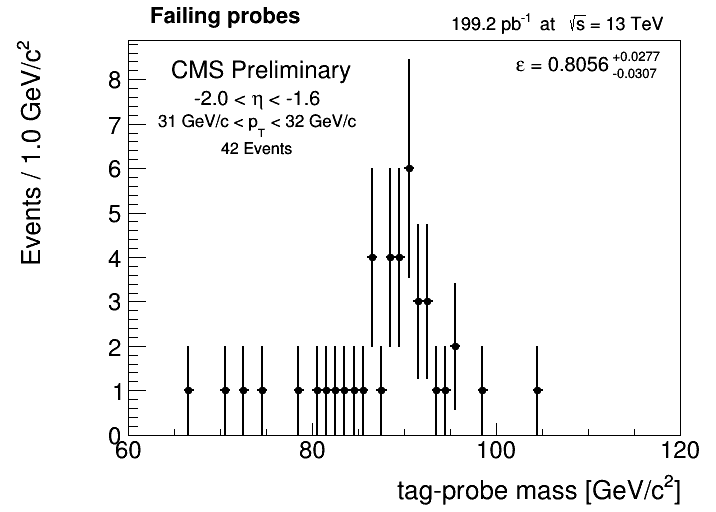 Failing probes
199.2 pb⁻¹ at √s = 13 TeV
CMS Preliminary
-2.0 < η < -1.6
31 GeV/c < p_T < 32 GeV/c
42 Events
ε = 0.8056 +0.0277 -0.0307
Events / 1.0 GeV/c²
8
7
6
5
4
3
2
1
0
60 80 100 120
tag-probe mass [GeV/c²]